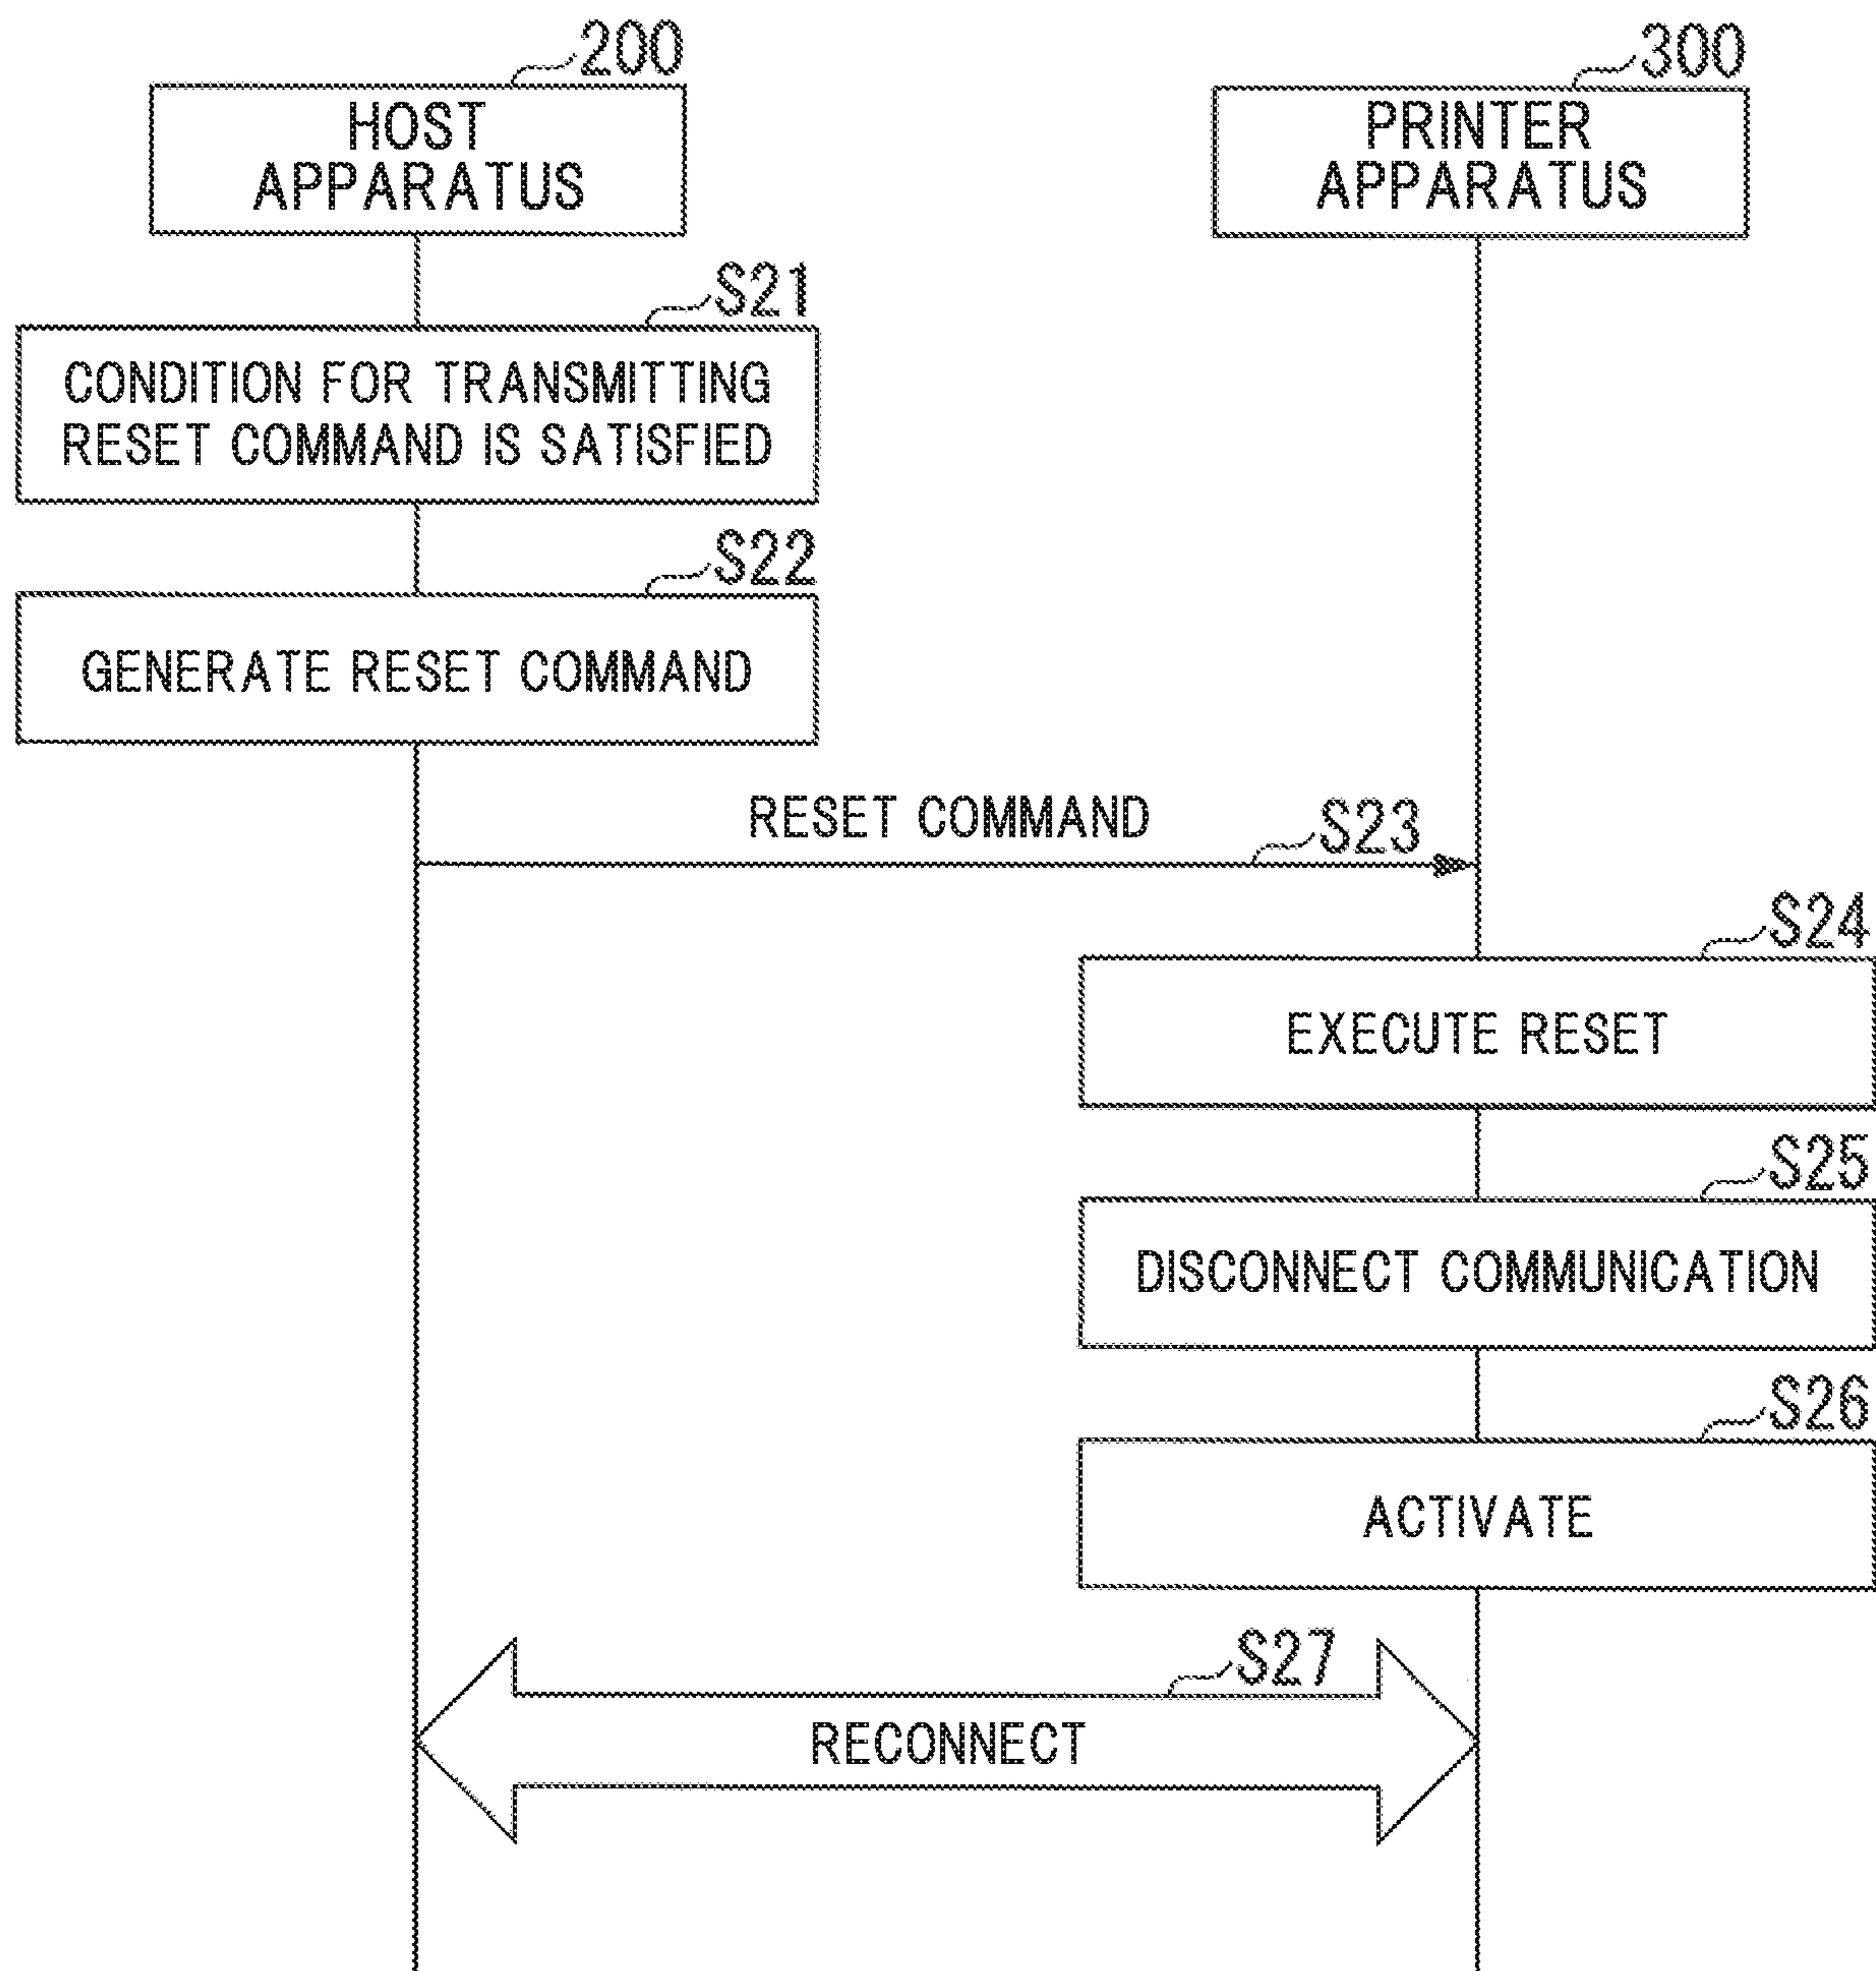 200
HOST
APPARATUS
300
PRINTER
APPARATUS
S21
CONDITION FOR TRANSMITTING
RESET COMMAND IS SATISFIED
S22
GENERATE RESET COMMAND
RESET COMMAND
S23
S24
EXECUTE RESET
S25
DISCONNECT COMMUNICATION
S26
ACTIVATE
S27
RECONNECT